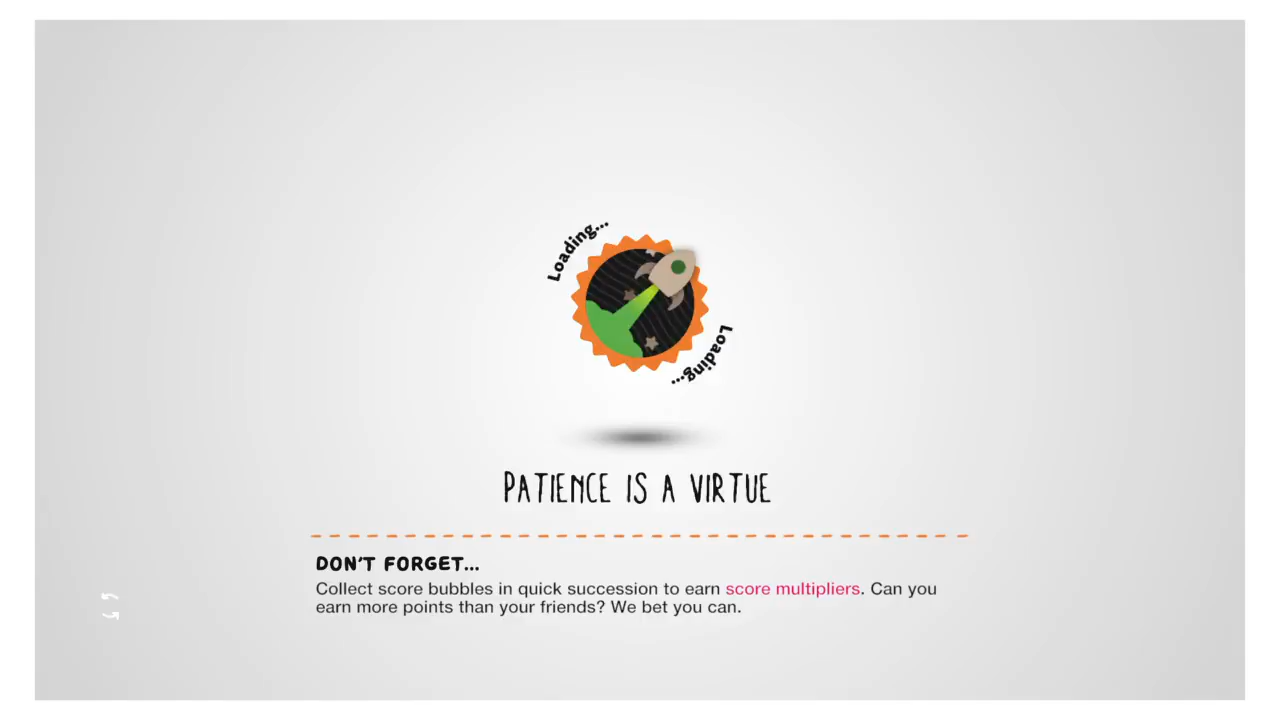 Loading...
Loading...
PATIENCE IS A VIRTUE
DON'T FORGET...
Collect score bubbles in quick succession to earn score multipliers. Can you
earn more points than your friends? We bet you can.